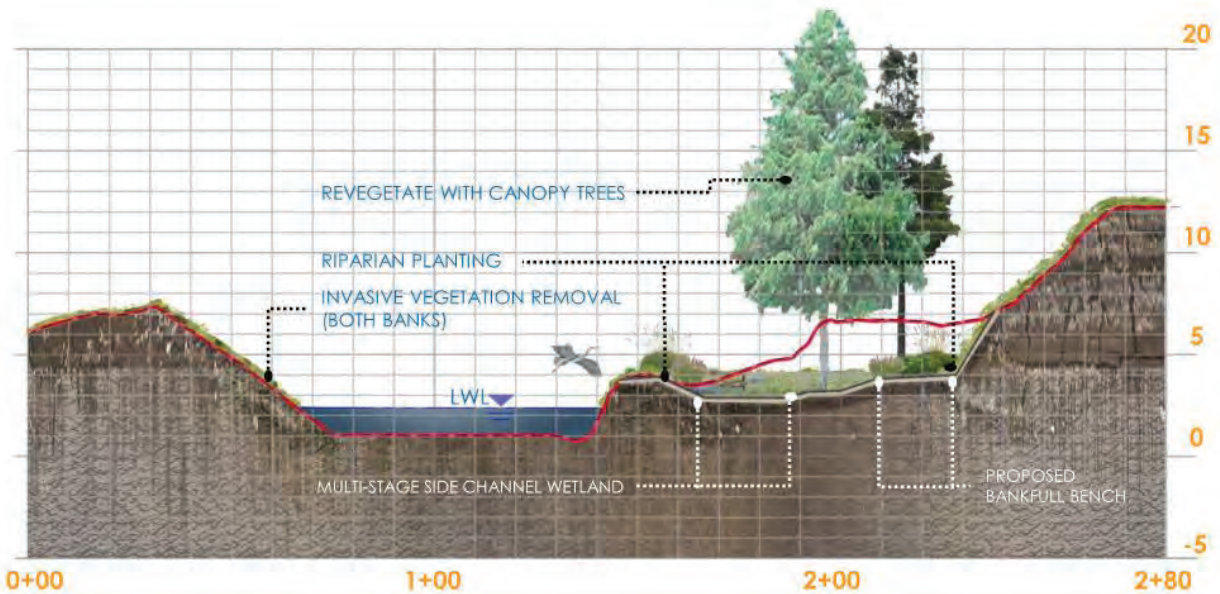 20
15
REVEGETATE WITH CANOPY TREES
10
RIPARIAN PLANTING
INVASIVE VEGETATION REMOVAL
(BOTH BANKS)
5
LWL
0
MULTI-STAGE SIDE CHANNEL WETLAND
PROPOSED
BANKFULL BENCH
-5
0+00 1+00 2+00 2+80